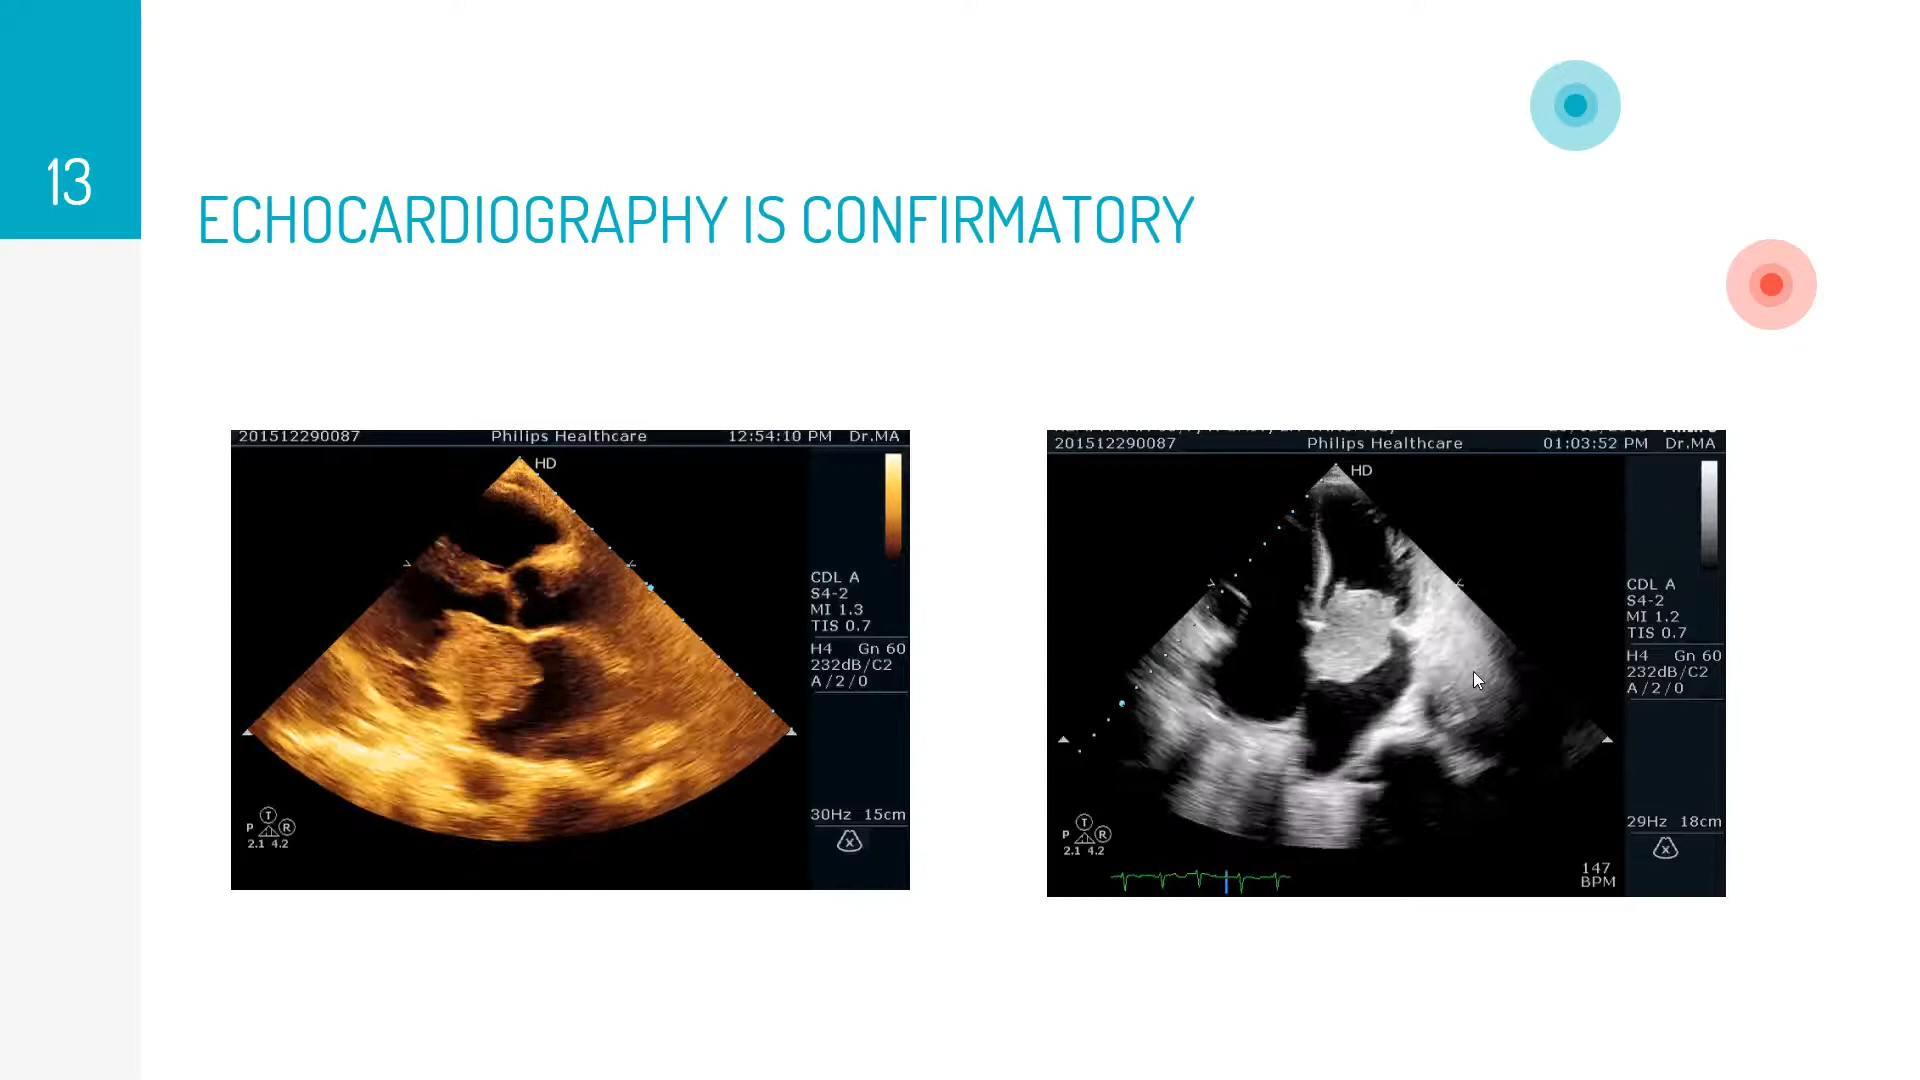 13
ECHOCARDIOGRAPHY IS CONFIRMATORY
201512290087 Philips Healthcare 12:54:10 PM Dr.MA
HD
CDL A
S4-2
MI 1.3
TIS 0.7
H4 Gn 60
232dB/C2
A/2/0
30Hz 15cm
T
P R
2.1 4.2
X
201512290087 Philips Healthcare 01:03:52 PM Dr.MA
HD
CDL A
S4-2
MI 1.2
TIS 0.7
H4 Gn 60
232dB/C2
A/2/0
29Hz 18cm
T
P R
2.1 4.2
X
147
BPM